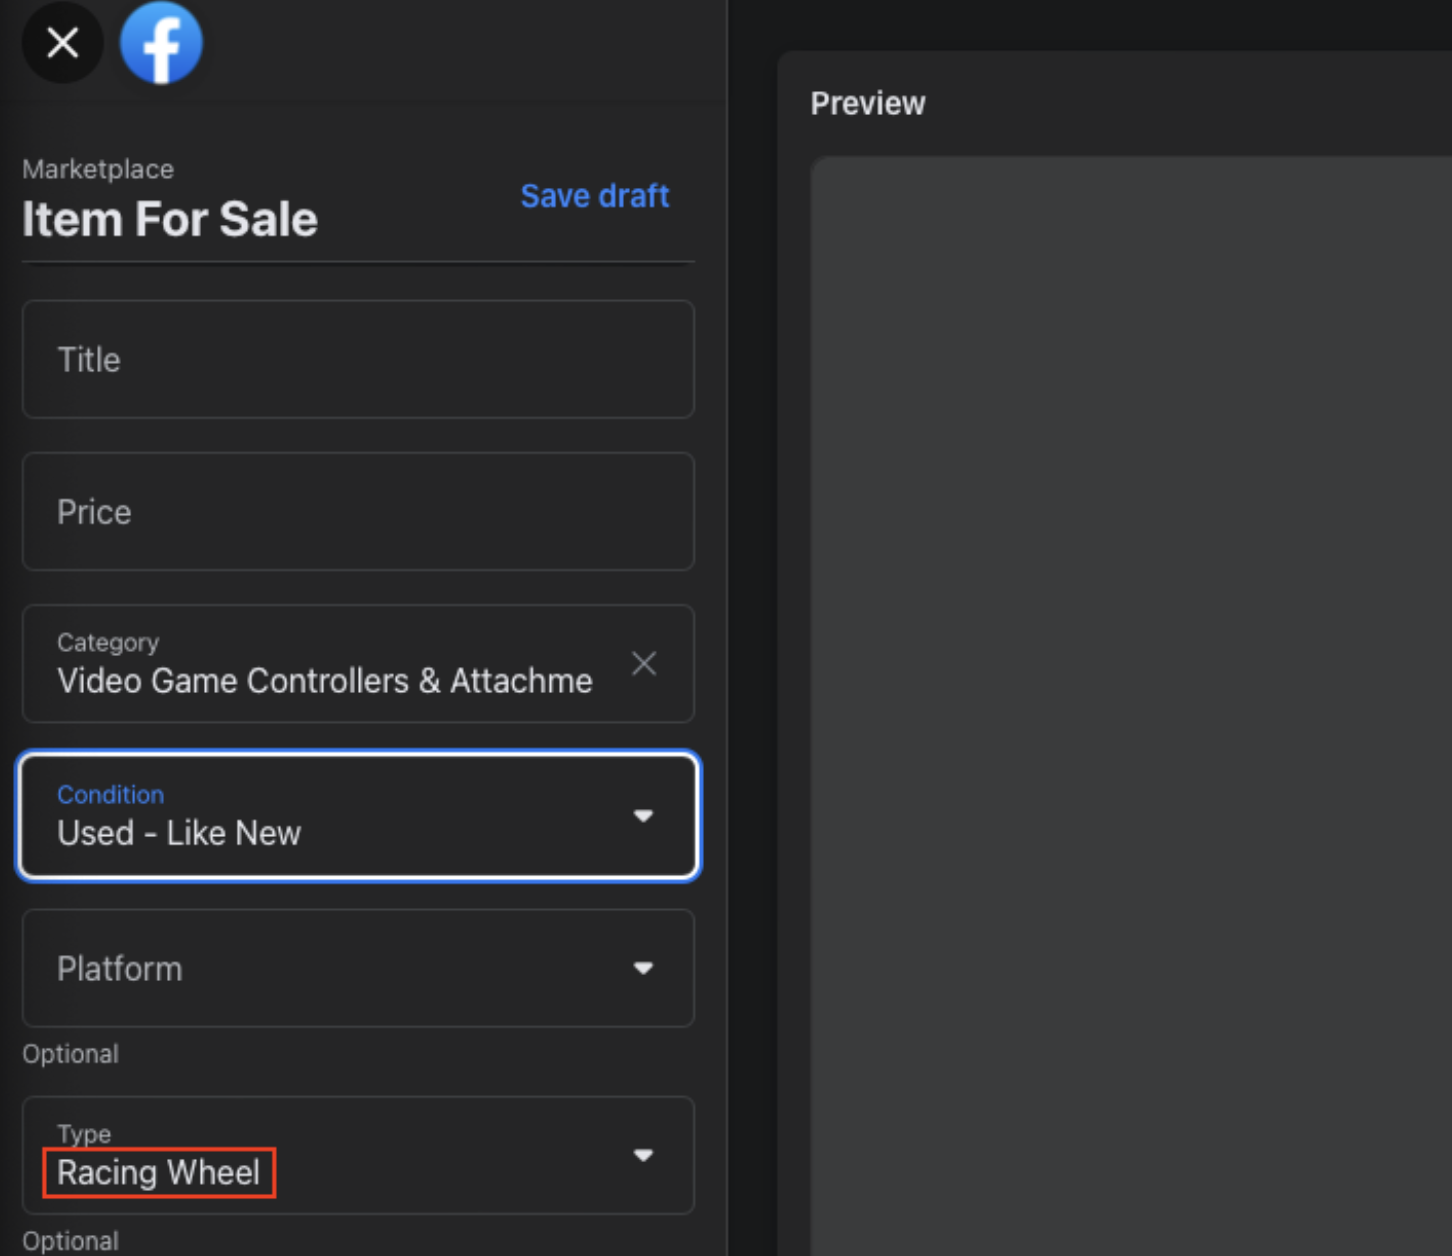 Marketplace
Item For Sale
Save draft
Title
Price
Category
Video Game Controllers & Attachme
Condition
Used - Like New
Platform
Optional
Type
Racing Wheel
Optional
Preview